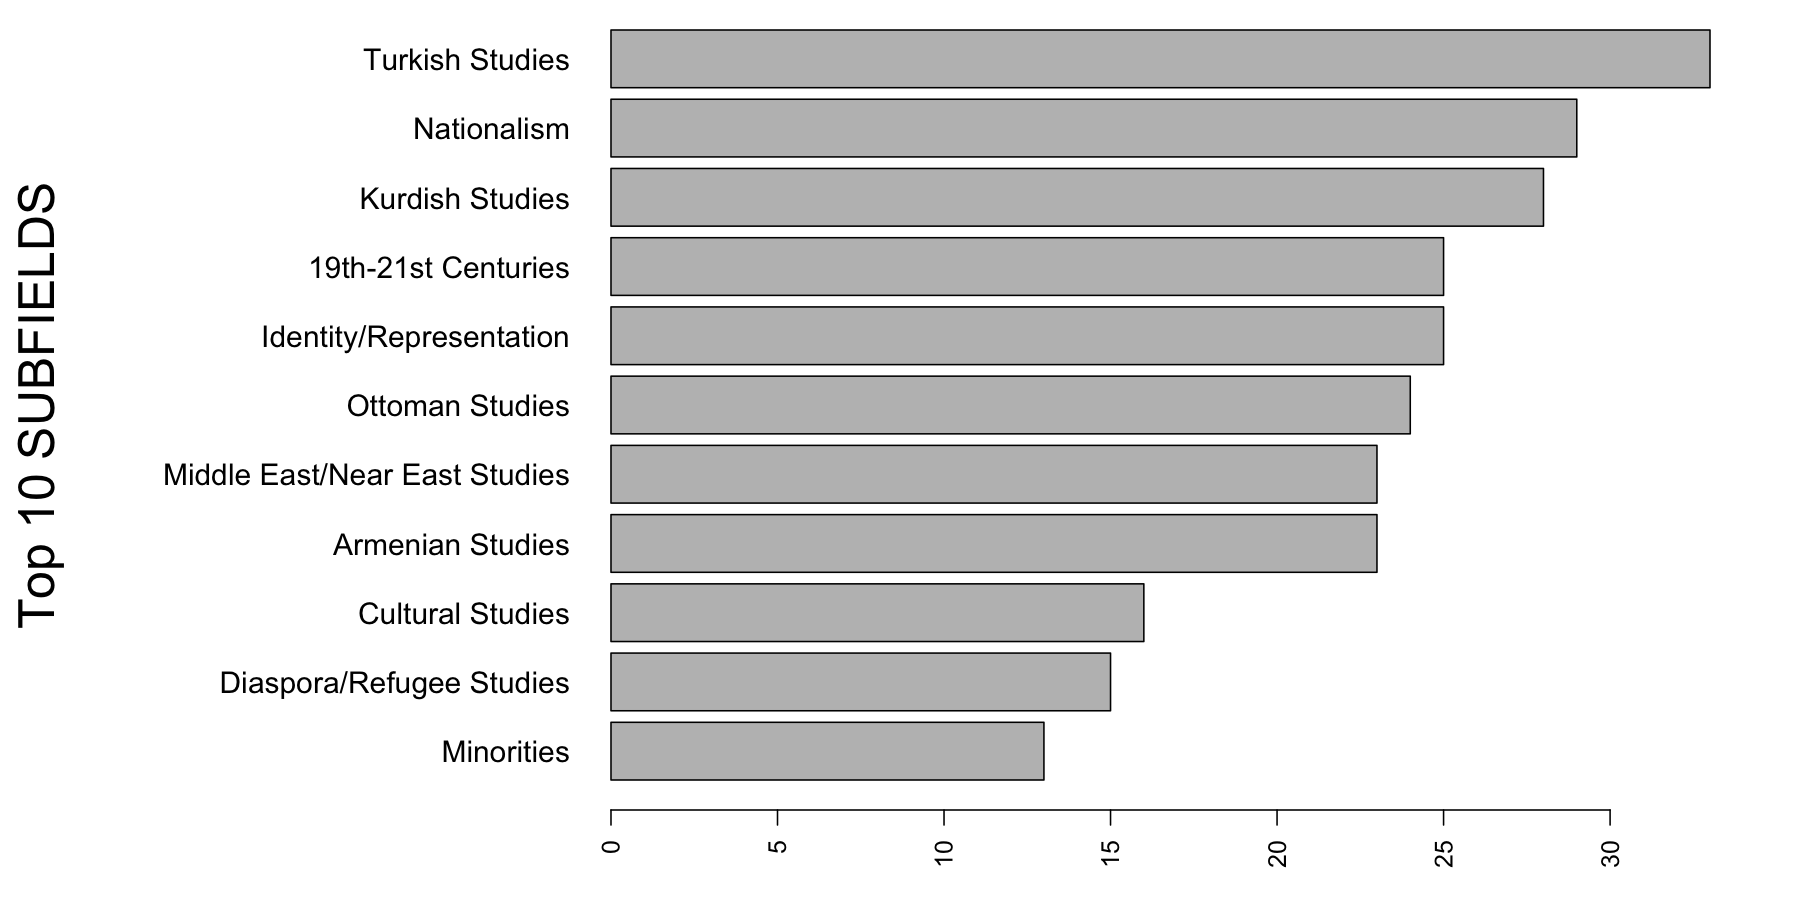 Top 10 SUBFIELDS
Turkish Studies
Nationalism
Kurdish Studies
19th-21st Centuries
Identity/Representation
Ottoman Studies
Middle East/Near East Studies
Armenian Studies
Cultural Studies
Diaspora/Refugee Studies
Minorities
0 5 10 15 20 25 30